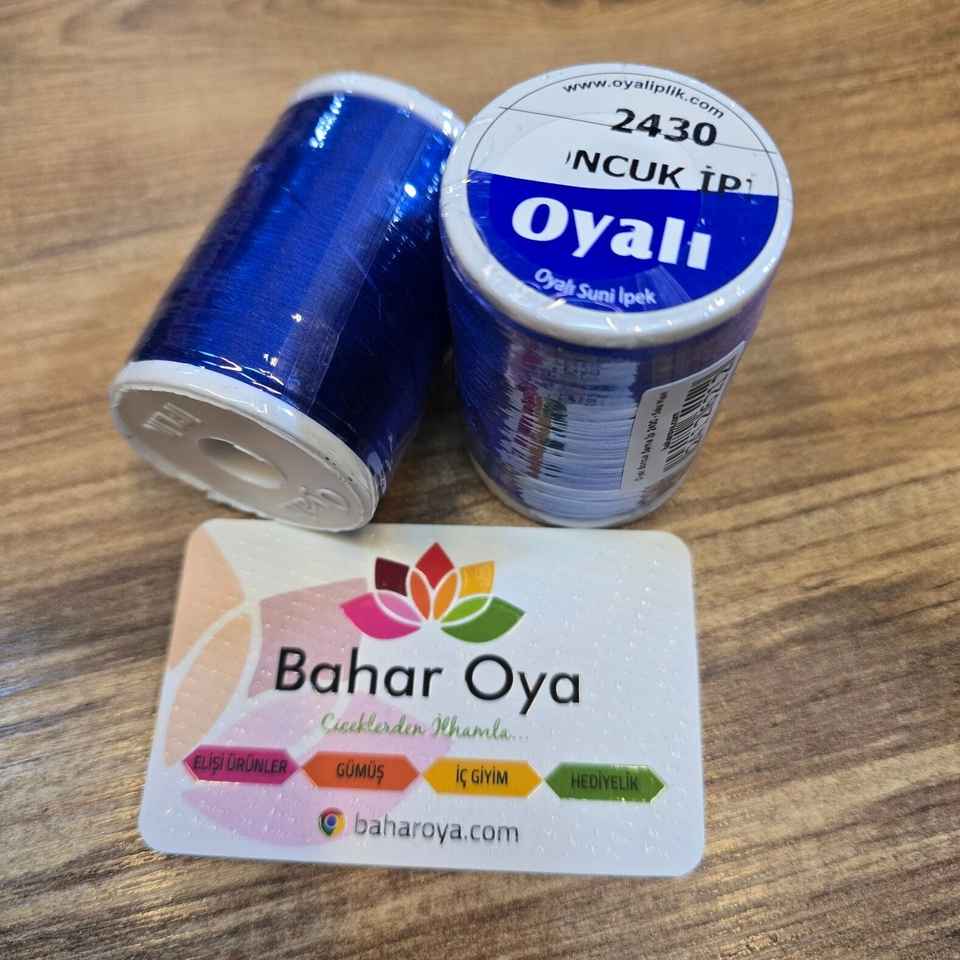 www.oyaliplik.com
2430
NCUK İP
Oyalı
Oyalı Suni İpek
Bahar Oya
Çiçeklerden İlhamla...
ELİŞİ ÜRÜNLER
GÜMÜŞ
İÇ GİYİM
HEDİYELİK
baharoya.com